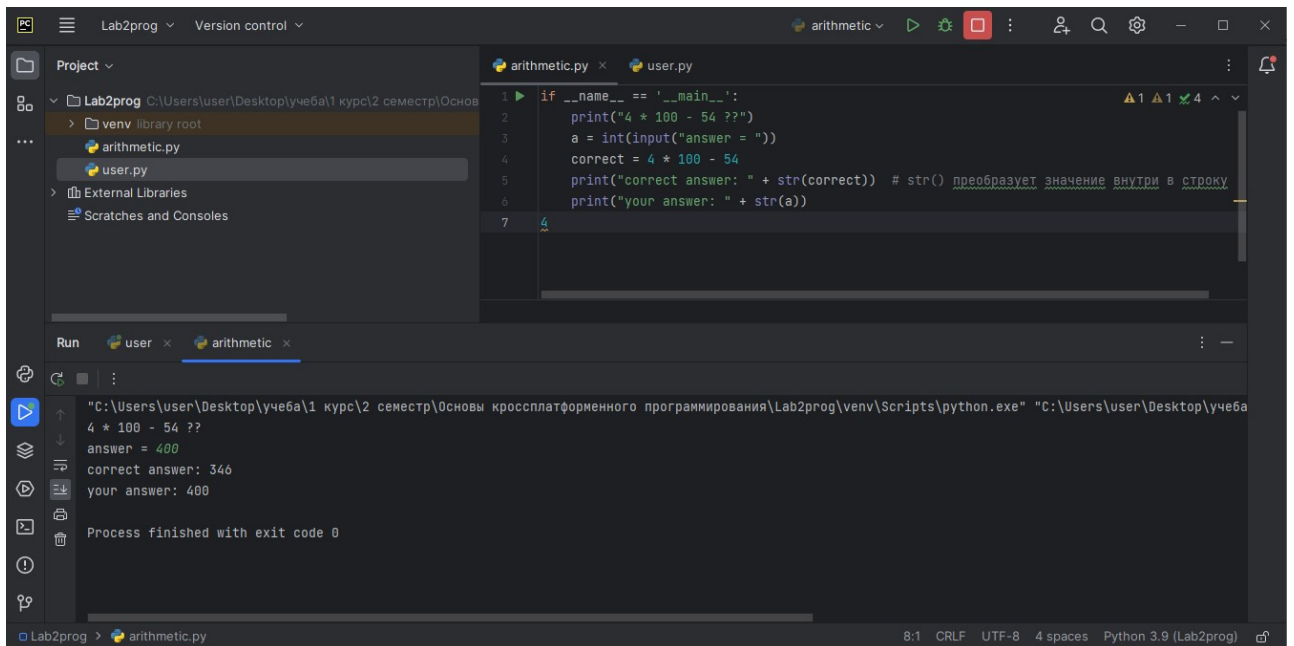 PC Lab2prog Version control arithmetic
Project
arithmetic.py user.py
Lab2prog C:\Users\user\Desktop\учеба\1 курс\2 семестр\Основ
venv library root
arithmetic.py
user.py
External Libraries
Scratches and Consoles
1 if __name__ == '__main__':
2 print("4 * 100 - 54 ??")
3 a = int(input("answer = "))
4 correct = 4 * 100 - 54
5 print("correct answer: " + str(correct)) # str() преобразует значение внутри в строку
6 print("your answer: " + str(a))
7 4
1 1 4
Run user arithmetic
"C:\Users\user\Desktop\учеба\1 курс\2 семестр\Основы кроссплатформенного программирования\Lab2prog\venv\Scripts\python.exe" "C:\Users\user\Desktop\учеба
4 * 100 - 54 ??
answer = 400
correct answer: 346
your answer: 400
Process finished with exit code 0
Lab2prog > arithmetic.py 8:1 CRLF UTF-8 4 spaces Python 3.9 (Lab2prog)